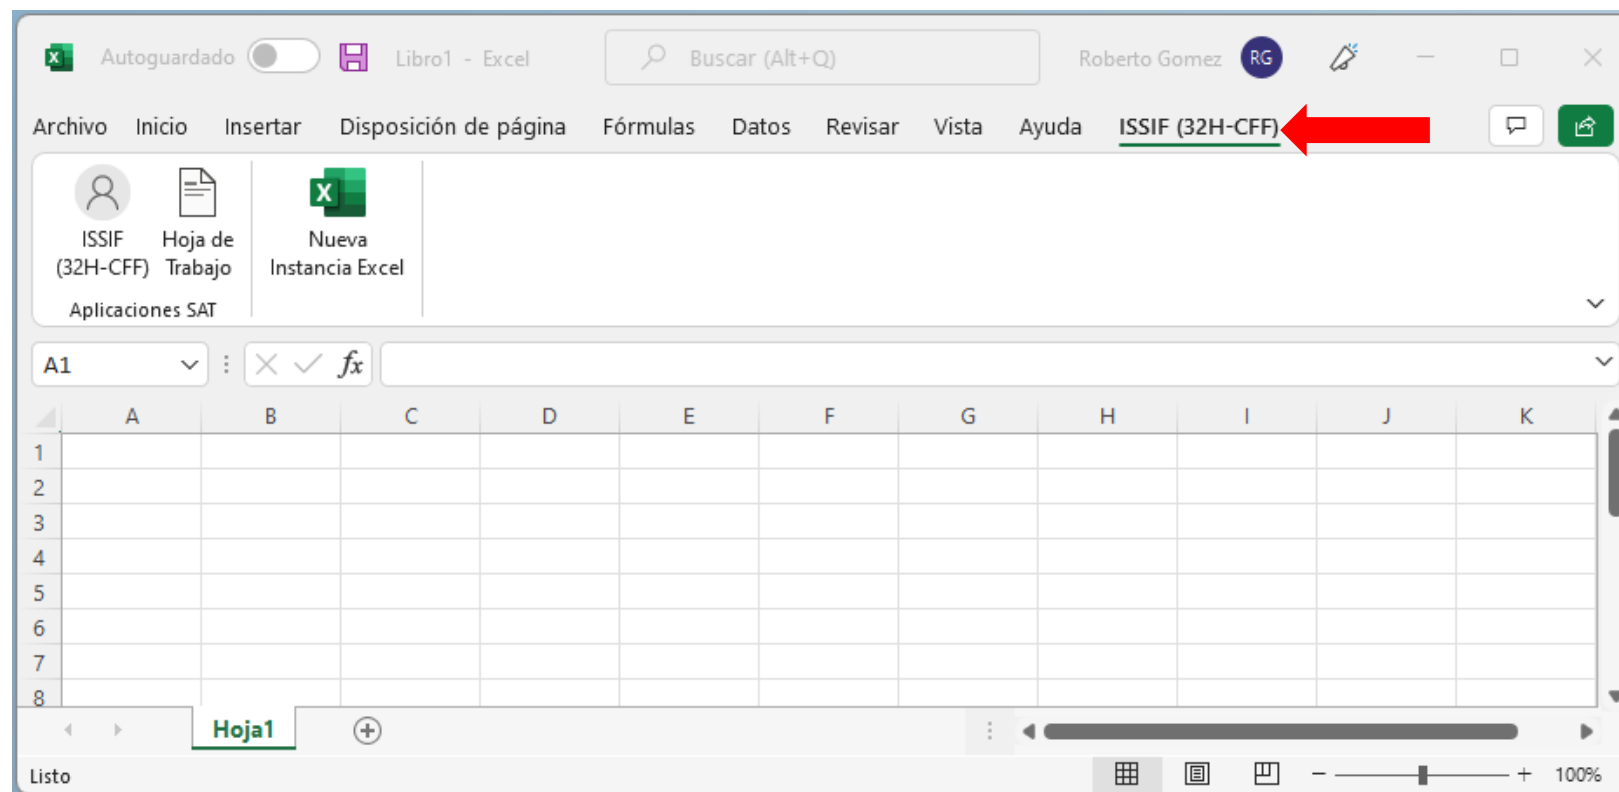 Autoguardado Libro1 - Excel Buscar (Alt+Q) Roberto Gomez RG
Archivo Inicio Insertar Disposición de página Fórmulas Datos Revisar Vista Ayuda ISSIF (32H-CFF)
ISSIF (32H-CFF)
Hoja de Trabajo
Nueva Instancia Excel
Aplicaciones SAT
A1 fx
A B C D E F G H I J K
1
2
3
4
5
6
7
8
Hoja1
Listo 100%